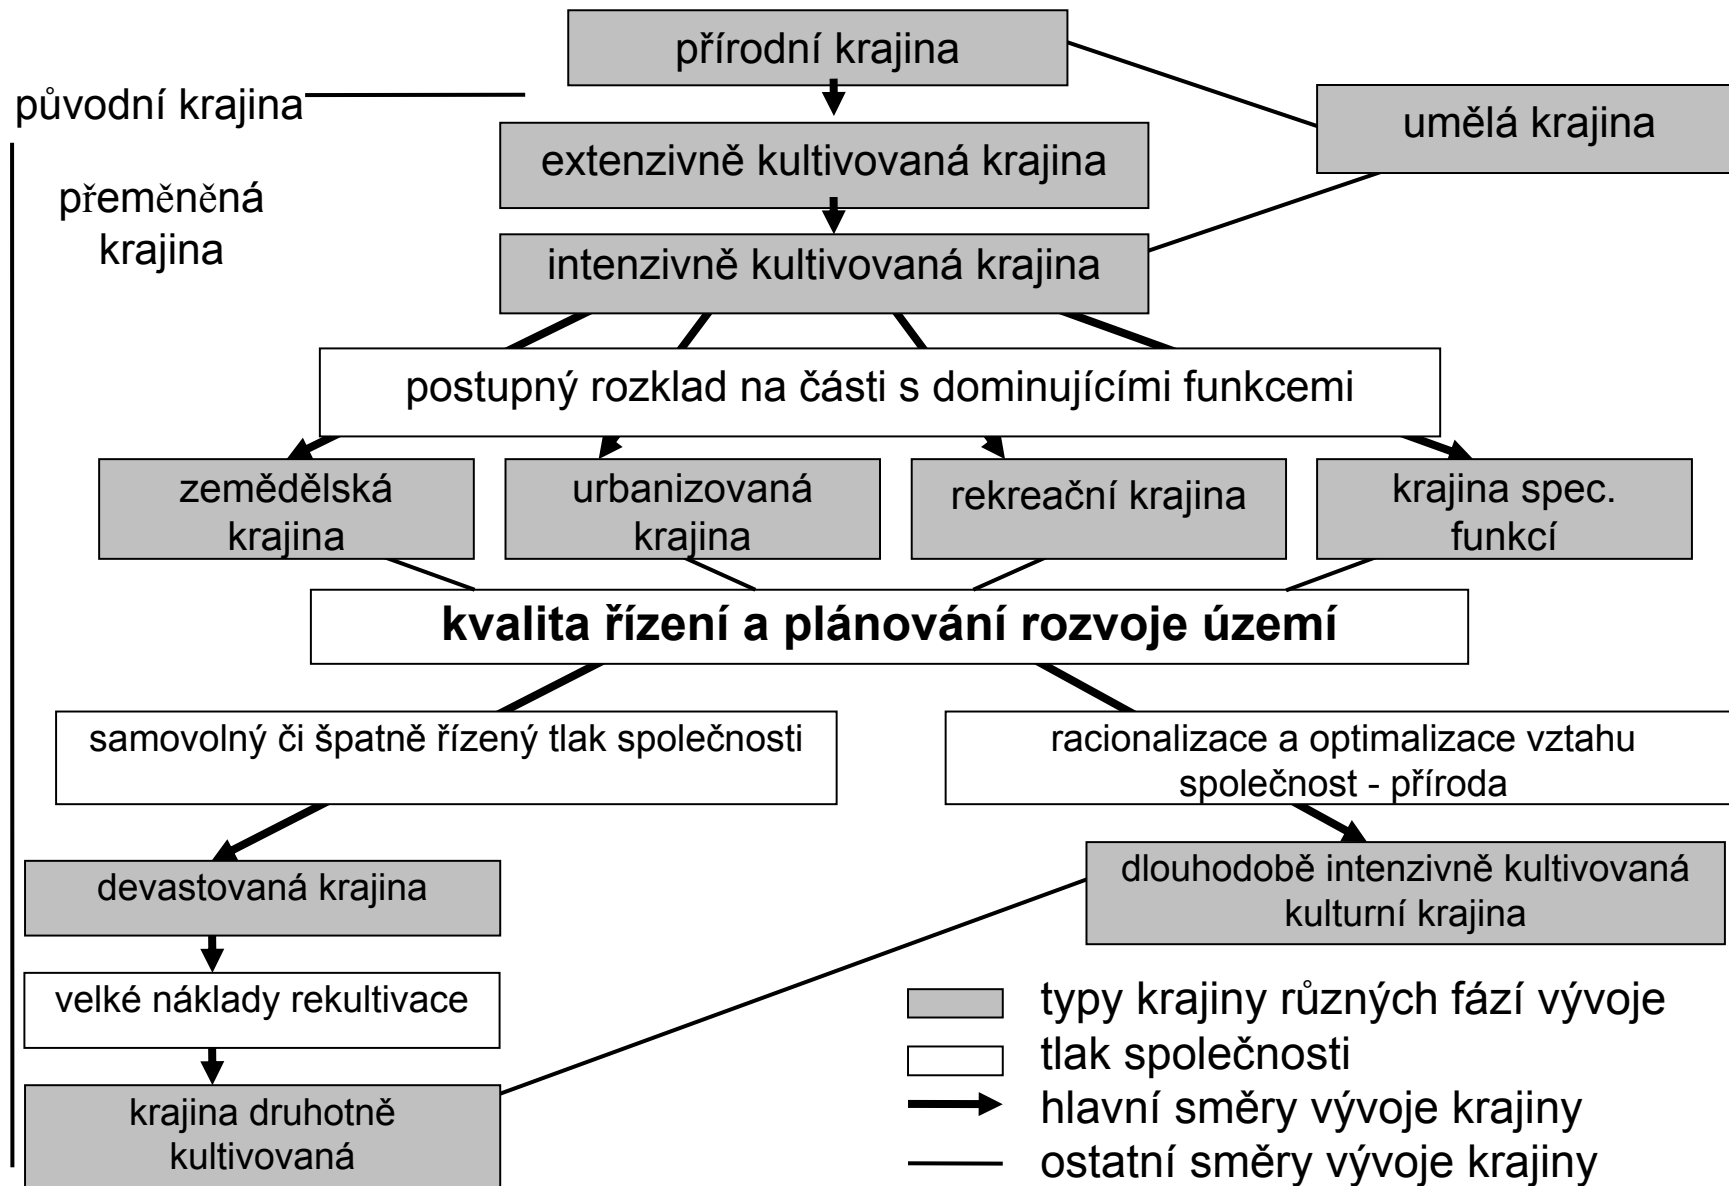 přírodní krajina
původní krajina
umělá krajina
extenzivně kultivovaná krajina
přeměněná
krajina
intenzivně kultivovaná krajina
postupný rozklad na části s dominujícími funkcemi
zemědělská
krajina
urbanizovaná
krajina
rekreační krajina
krajina spec.
funkcí
kvalita řízení a plánování rozvoje území
samovolný či špatně řízený tlak společnosti
racionalizace a optimalizace vztahu
společnost - příroda
devastovaná krajina
dlouhodobě intenzivně kultivovaná
kulturní krajina
velké náklady rekultivace
krajina druhotně
kultivovaná
typy krajiny různých fází vývoje
tlak společnosti
hlavní směry vývoje krajiny
ostatní směry vývoje krajiny